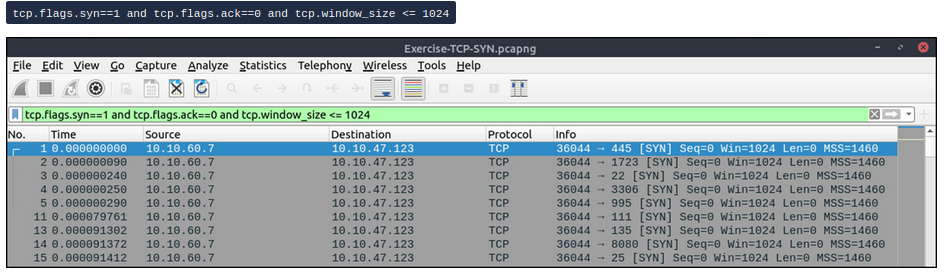 tcp.flags.syn==1 and tcp.flags.ack==0 and tcp.window_size <= 1024
Exercise-TCP-SYN.pcapng
File Edit View Go Capture Analyze Statistics Telephony Wireless Tools Help
tcp.flags.syn==1 and tcp.flags.ack==0 and tcp.window_size <= 1024
No. Time Source Destination Protocol Info
1 0.000000000 10.10.60.7 10.10.47.123 TCP 36044 → 445 [SYN] Seq=0 Win=1024 Len=0 MSS=1460
2 0.000000090 10.10.60.7 10.10.47.123 TCP 36044 → 1723 [SYN] Seq=0 Win=1024 Len=0 MSS=1460
3 0.000000240 10.10.60.7 10.10.47.123 TCP 36044 → 22 [SYN] Seq=0 Win=1024 Len=0 MSS=1460
4 0.000000250 10.10.60.7 10.10.47.123 TCP 36044 → 3306 [SYN] Seq=0 Win=1024 Len=0 MSS=1460
5 0.000000290 10.10.60.7 10.10.47.123 TCP 36044 → 995 [SYN] Seq=0 Win=1024 Len=0 MSS=1460
11 0.000079761 10.10.60.7 10.10.47.123 TCP 36044 → 111 [SYN] Seq=0 Win=1024 Len=0 MSS=1460
13 0.000091302 10.10.60.7 10.10.47.123 TCP 36044 → 135 [SYN] Seq=0 Win=1024 Len=0 MSS=1460
14 0.000091372 10.10.60.7 10.10.47.123 TCP 36044 → 8080 [SYN] Seq=0 Win=1024 Len=0 MSS=1460
15 0.000091412 10.10.60.7 10.10.47.123 TCP 36044 → 25 [SYN] Seq=0 Win=1024 Len=0 MSS=1460